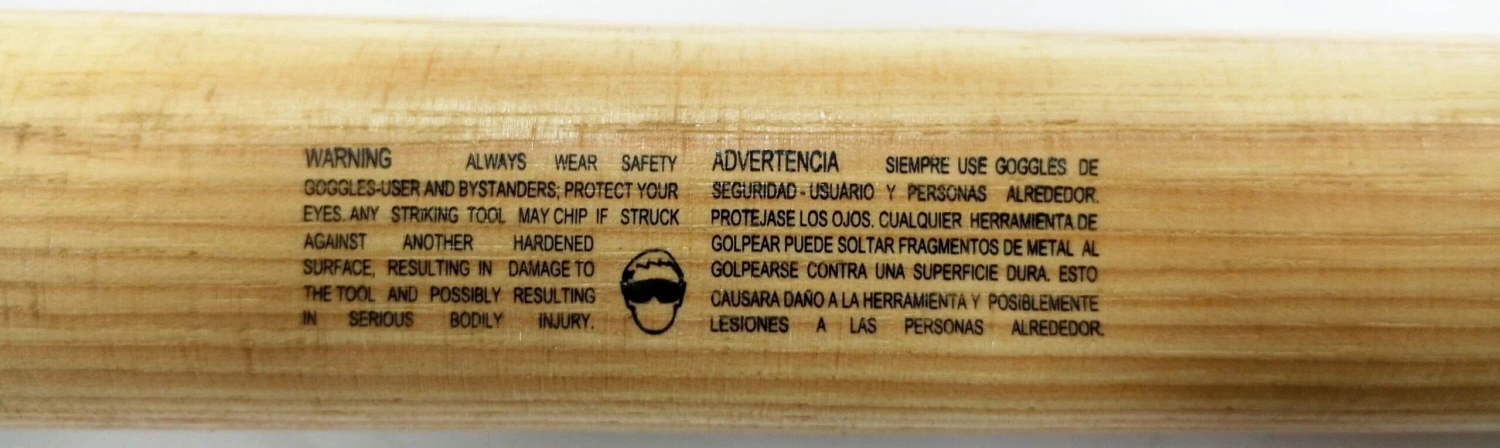 WARNING ALWAYS WEAR SAFETY
GOGGLES-USER AND BYSTANDERS; PROTECT YOUR
EYES. ANY STRIKING TOOL MAY CHIP IF STRUCK
AGAINST ANOTHER HARDENED
SURFACE, RESULTING IN DAMAGE TO
THE TOOL AND POSSIBLY RESULTING
IN SERIOUS BODILY INJURY.
ADVERTENCIA SIEMPRE USE GOGGLES DE
SEGURIDAD - USUARIO Y PERSONAS ALREDEDOR.
PROTEJASE LOS OJOS. CUALQUIER HERRAMIENTA DE
GOLPEAR PUEDE SOLTAR FRAGMENTOS DE METAL AL
GOLPEARSE CONTRA UNA SUPERFICIE DURA. ESTO
CAUSARA DAÑO A LA HERRAMIENTA Y POSIBLEMENTE
LESIONES A LAS PERSONAS ALREDEDOR.